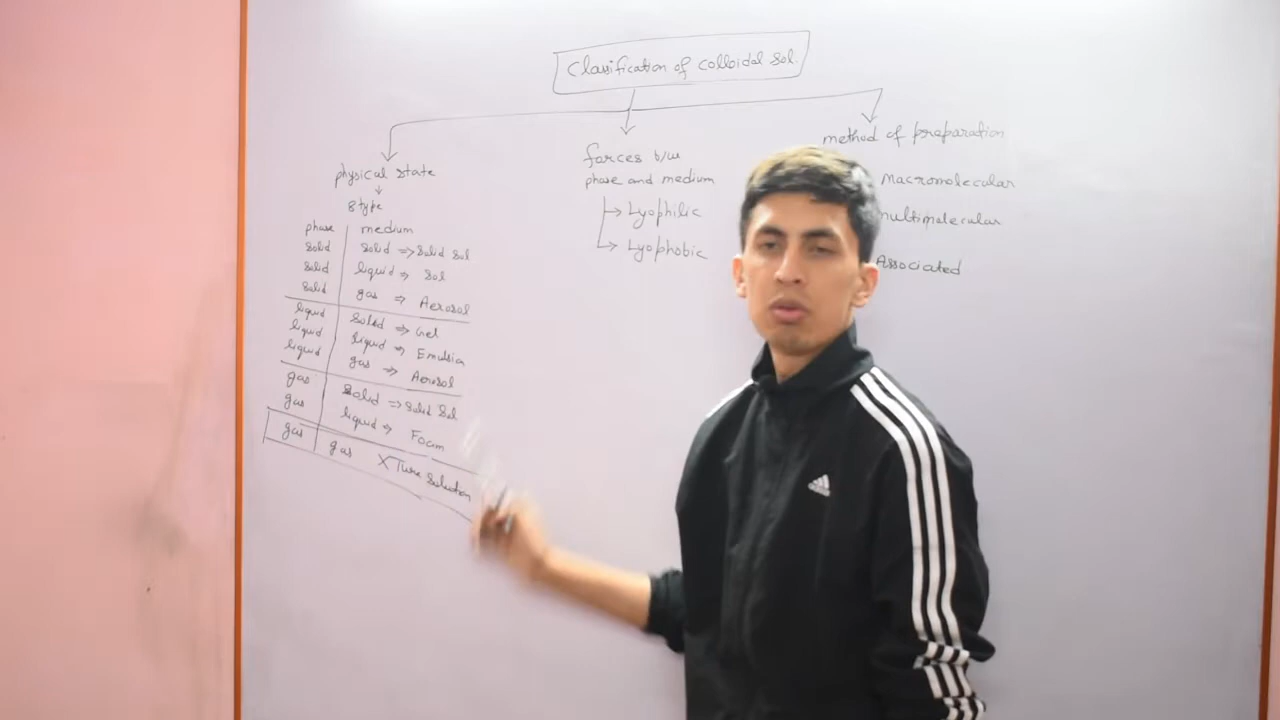 Classification of colloidal sol.
physical state
8 type
phase medium
solid solid => Solid Sol
solid liquid => Sol
solid gas => Aerosol
liquid solid => Gel
liquid liquid => Emulsion
liquid gas => Aerosol
gas solid => Solid Sol
gas liquid => Foam
gas gas X True Solution
forces b/w
phase and medium
Lyophilic
Lyophobic
method of preparation
Macromolecular
multimolecular
Associated